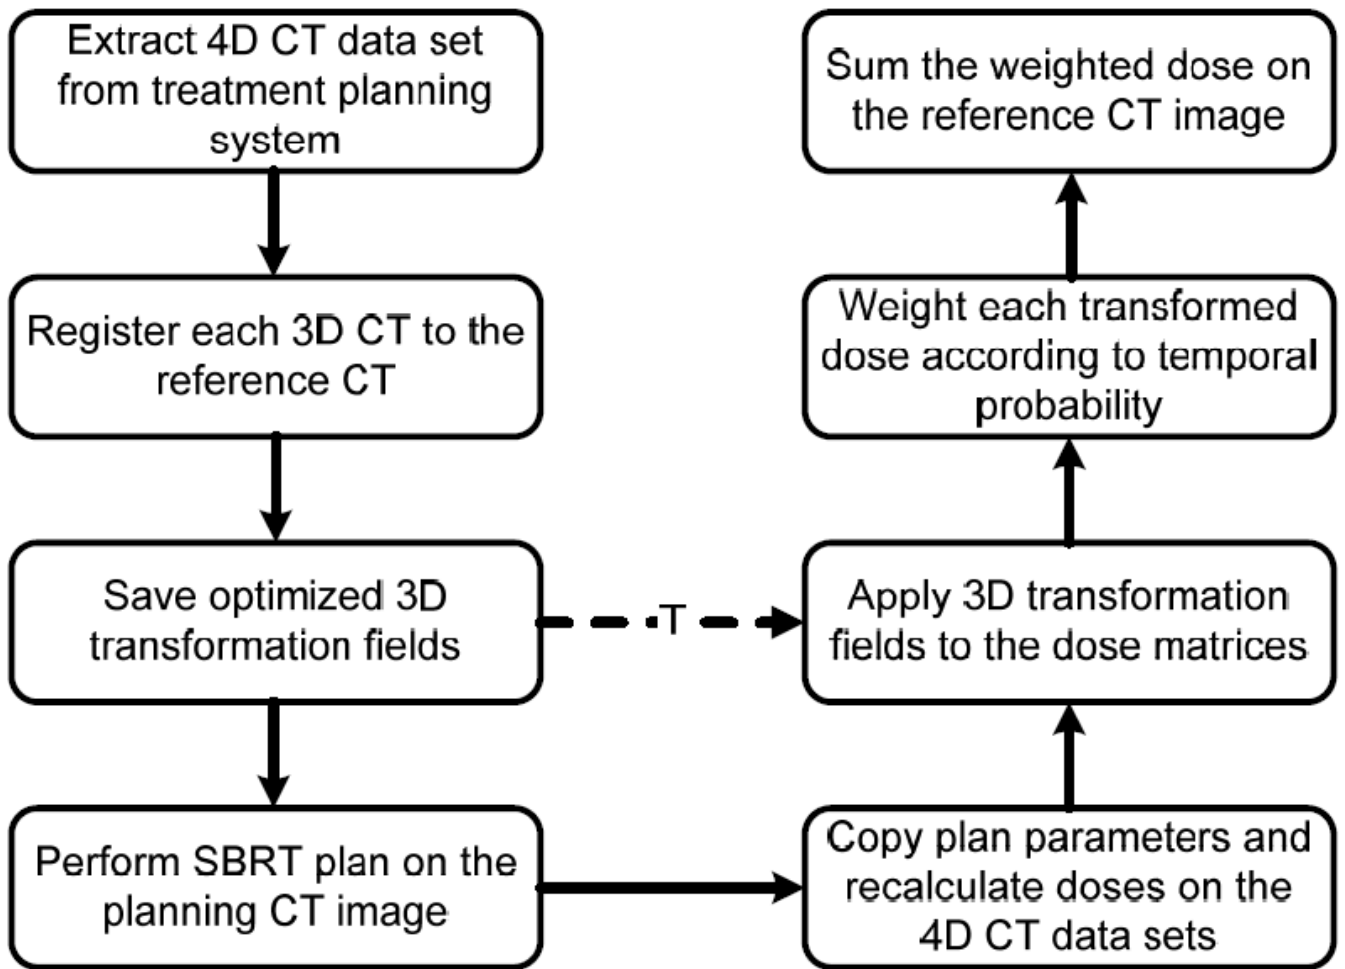 Extract 4D CT data set
from treatment planning
system
Register each 3D CT to the
reference CT
Save optimized 3D
transformation fields
T
Perform SBRT plan on the
planning CT image
Copy plan parameters and
recalculate doses on the
4D CT data sets
Apply 3D transformation
fields to the dose matrices
Weight each transformed
dose according to temporal
probability
Sum the weighted dose on
the reference CT image